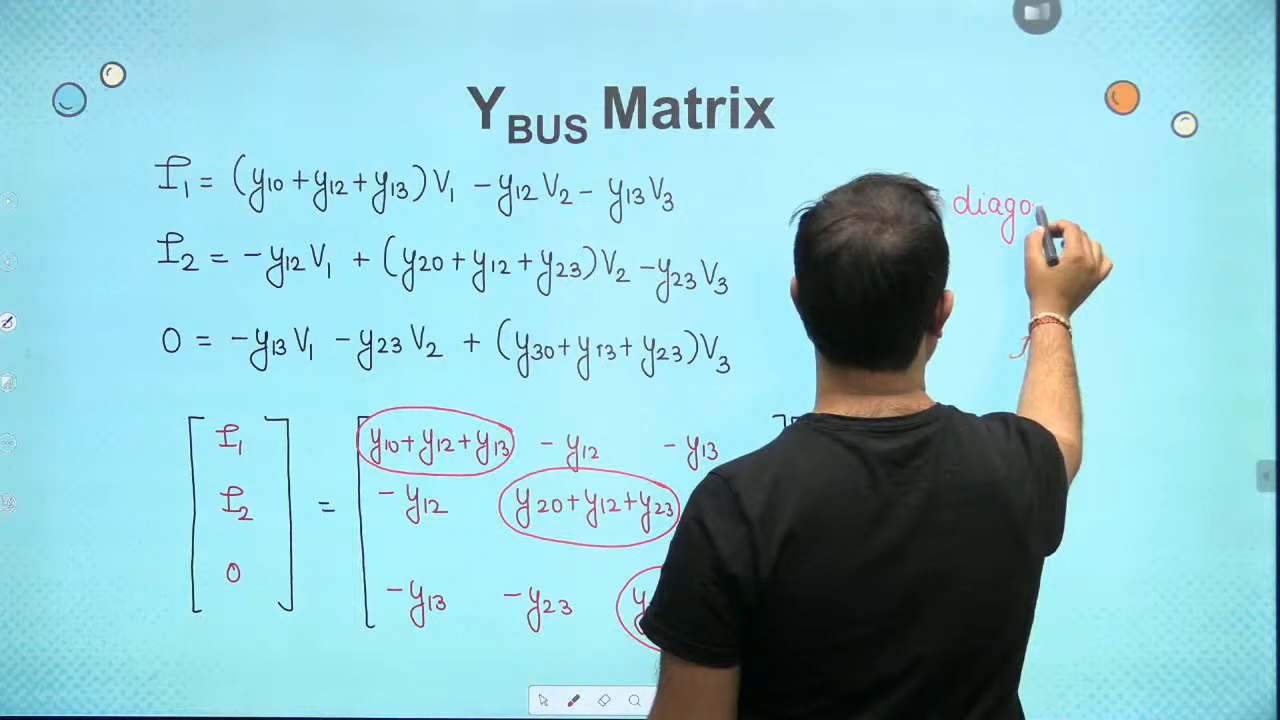 Y_BUS Matrix
I₁ = (y₁₀ + y₁₂ + y₁₃) V₁ - y₁₂ V₂ - y₁₃ V₃
diago
I₂ = - y₁₂ V₁ + (y₂₀ + y₁₂ + y₂₃) V₂ - y₂₃ V₃
0 = - y₁₃ V₁ - y₂₃ V₂ + (y₃₀ + y₁₃ + y₂₃) V₃
I₁ y₁₀ + y₁₂ + y₁₃ - y₁₂ - y₁₃
I₂ = - y₁₂ y₂₀ + y₁₂ + y₂₃
0 - y₁₃ - y₂₃